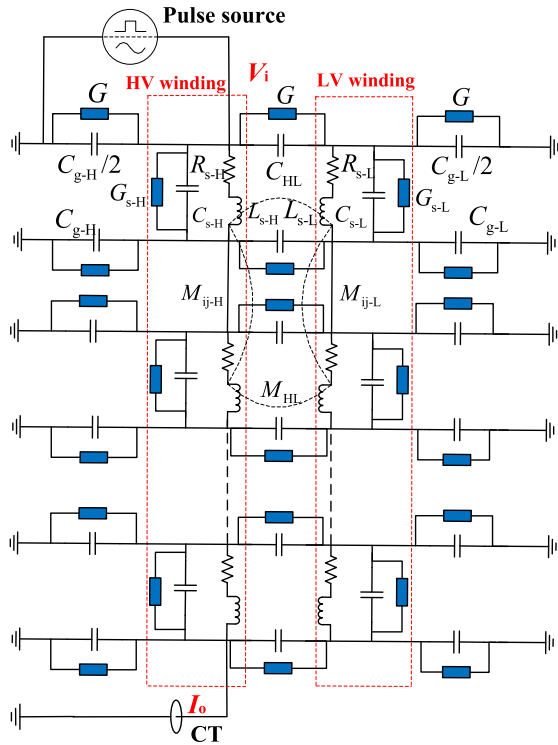 Pulse source
HV winding
V_i
LV winding
G
G
G
C_g-H/2
R_s-H
C_HL
R_s-L
C_g-L/2
G_s-H
G_s-L
C_g-H
C_s-H
L_s-H
L_s-L
C_s-L
C_g-L
M_ij-H
M_ij-L
M_HL
I_o
CT